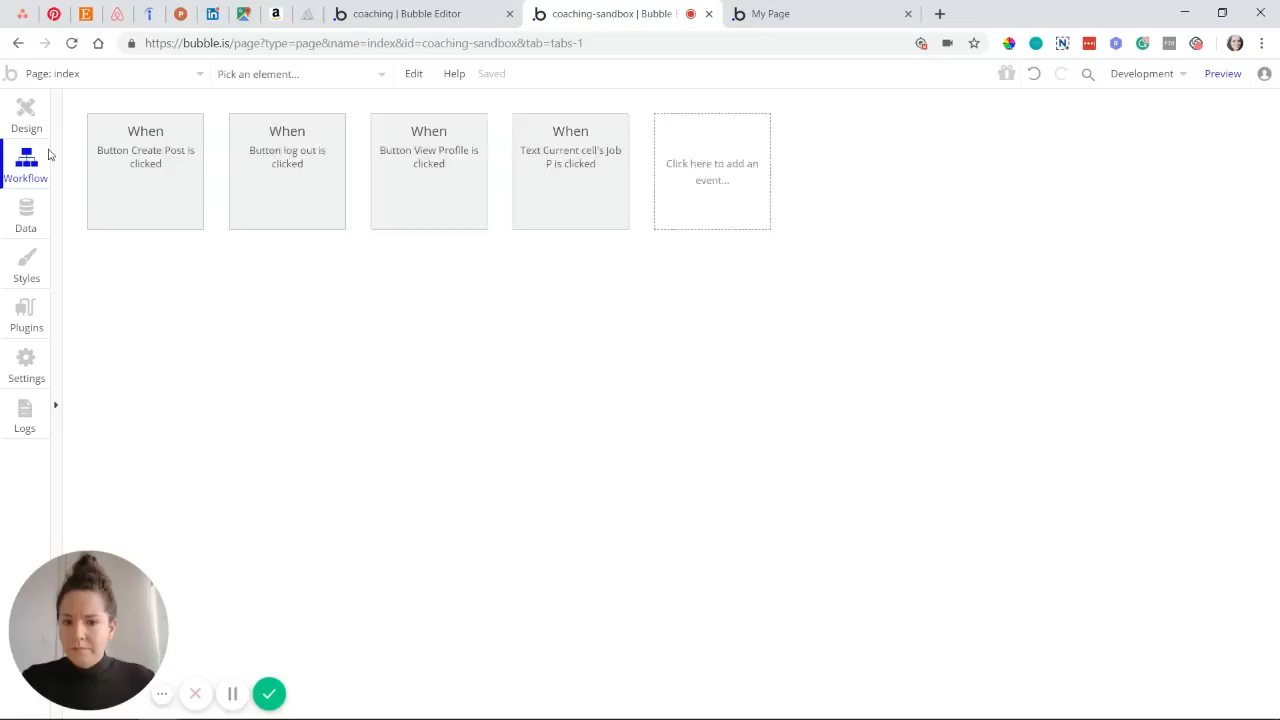 coaching | Bubble Editor
coaching-sandbox | Bubble E
My Page
https://bubble.is/page?type=page&name=index&id=coaching-sandbox&tab=tabs-1
Page: index
Pick an element...
Edit
Help
Saved
Development
Preview
Design
Workflow
Data
Styles
Plugins
Settings
Logs
When
Button Create Post is
clicked
When
Button log out is
clicked
When
Button View Profile is
clicked
When
Text Current cell's Job
P is clicked
Click here to add an
event...